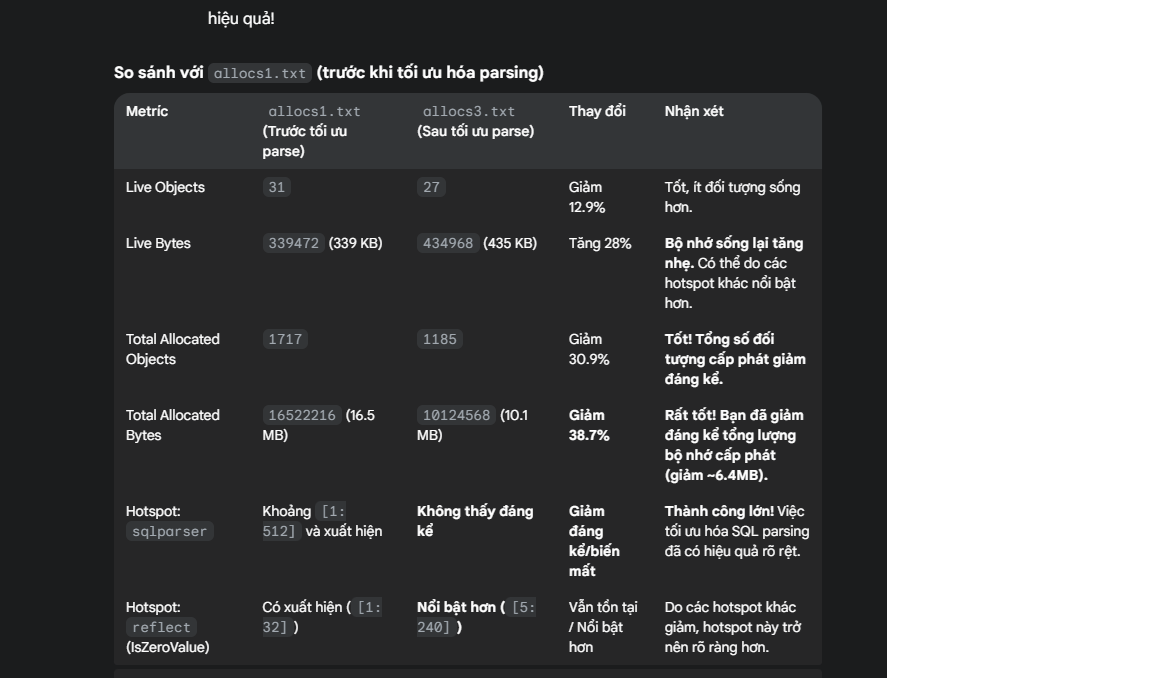 hiệu quả!
So sánh với allocs1.txt (trước khi tối ưu hóa parsing)
Metric allocs1.txt allocs3.txt Thay đổi Nhận xét
(Trước tối ưu (Sau tối ưu parse)
parse)
Live Objects 31 27 Giảm Tốt, ít đối tượng sống
12.9% hơn.
Live Bytes 339472 (339 KB) 434968 (435 KB) Tăng 28% Bộ nhớ sống lại tăng
nhẹ. Có thể do các
hotspot khác nổi bật
hơn.
Total Allocated 1717 1185 Giảm Tốt! Tổng số đối
Objects 30.9% tượng cấp phát giảm
đáng kể.
Total Allocated 16522216 (16.5 10124568 (10.1 Giảm Rất tốt! Bạn đã giảm
Bytes MB) MB) 38.7% đáng kể tổng lượng
bộ nhớ cấp phát
(giảm ~6.4MB).
Hotspot: Khoảng [1: Không thấy đáng Giảm Thành công lớn! Việc
sqlparser 512] và xuất hiện kể đáng tối ưu hóa SQL parsing
kể/biến đã có hiệu quả rõ rệt.
mất
Hotspot: Có xuất hiện ( [1: Nổi bật hơn ( [5: Vẫn tồn tại Do các hotspot khác
reflect 32] ) 240] ) / Nổi bật giảm, hotspot này trở
(IsZeroValue) hơn nên rõ ràng hơn.